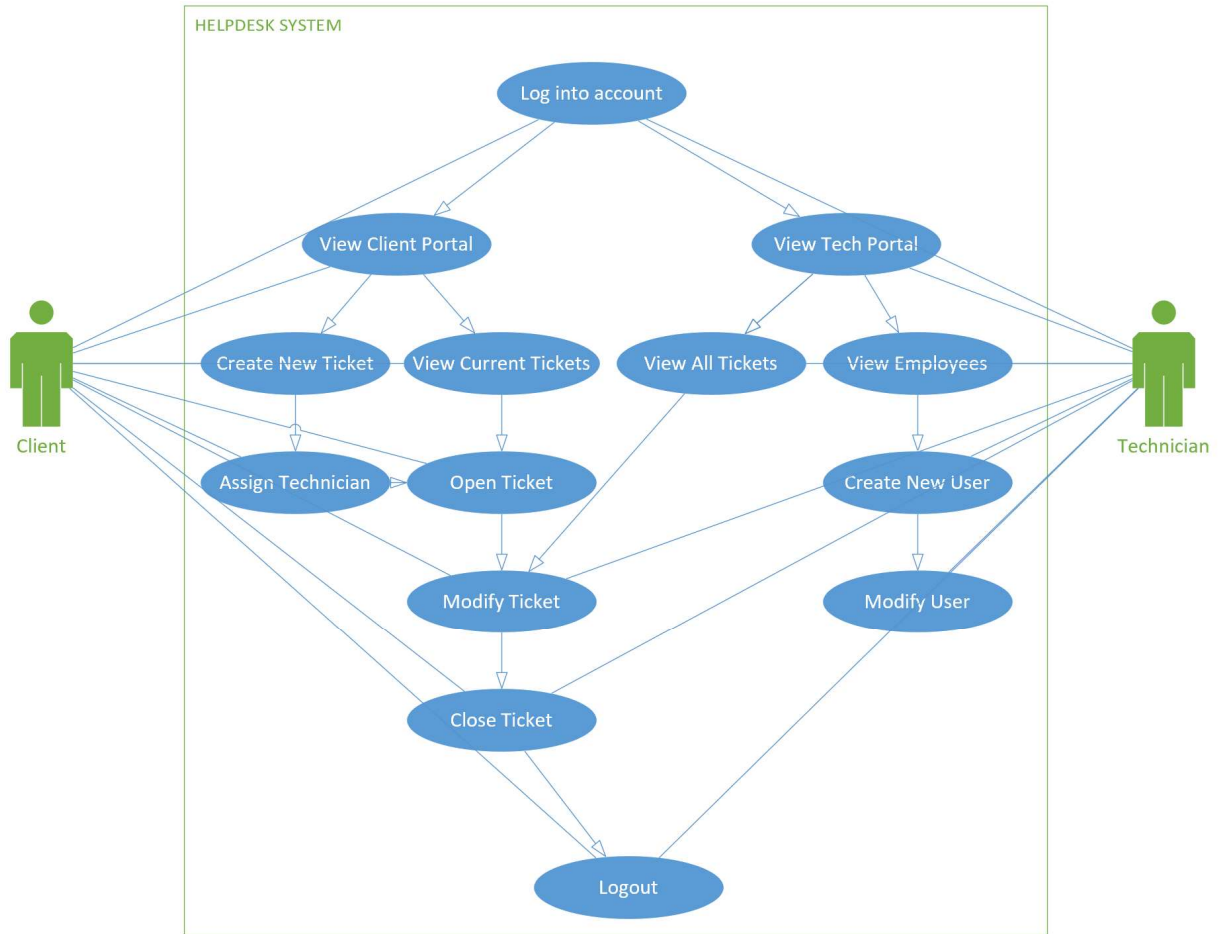 HELPDESK SYSTEM
Log into account
View Client Portal
View Tech Portal
Create New Ticket
View Current Tickets
View All Tickets
View Employees
Client
Technician
Assign Technician
Open Ticket
Create New User
Modify Ticket
Modify User
Close Ticket
Logout